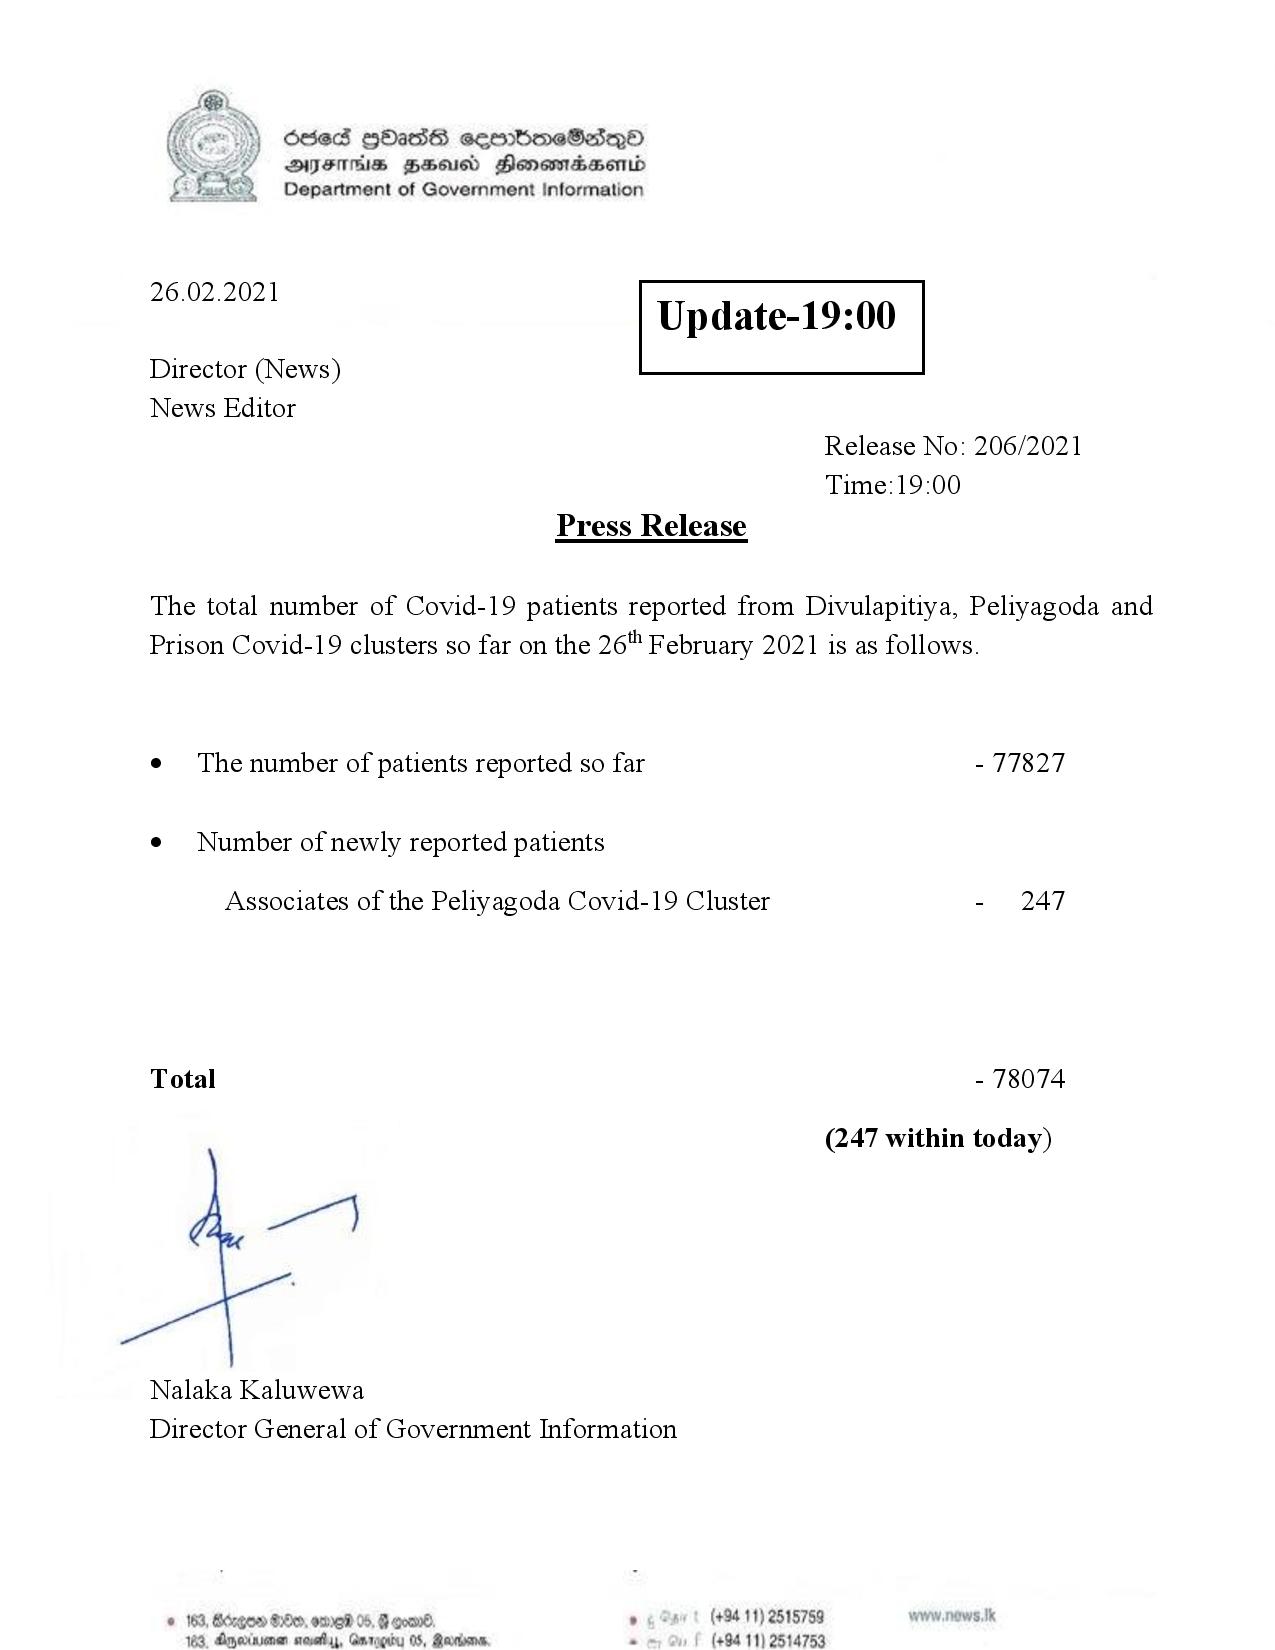 රජයේ ප්‍රවෘත්ති දෙපාර්තමේන්තුව
அரசாங்க தகவல் திணைக்களம்
Department of Government Information
26.02.2021
Update-19:00
Director (News)
News Editor
Release No: 206/2021
Time:19:00
Press Release
The total number of Covid-19 patients reported from Divulapitiya, Peliyagoda and
Prison Covid-19 clusters so far on the 26th February 2021 is as follows.
• The number of patients reported so far - 77827
• Number of newly reported patients
Associates of the Peliyagoda Covid-19 Cluster - 247
Total - 78074
(247 within today)
Nalaka Kaluwewa
Director General of Government Information
163, කිරුළපන මාවත, කොළඹ 05, ශ්‍රී ලංකාව. (+94 11) 2515759 www.news.lk
163, கிருலப்பனை எவனியூ, கொழும்பு 05, இலங்கை. (+94 11) 2514753